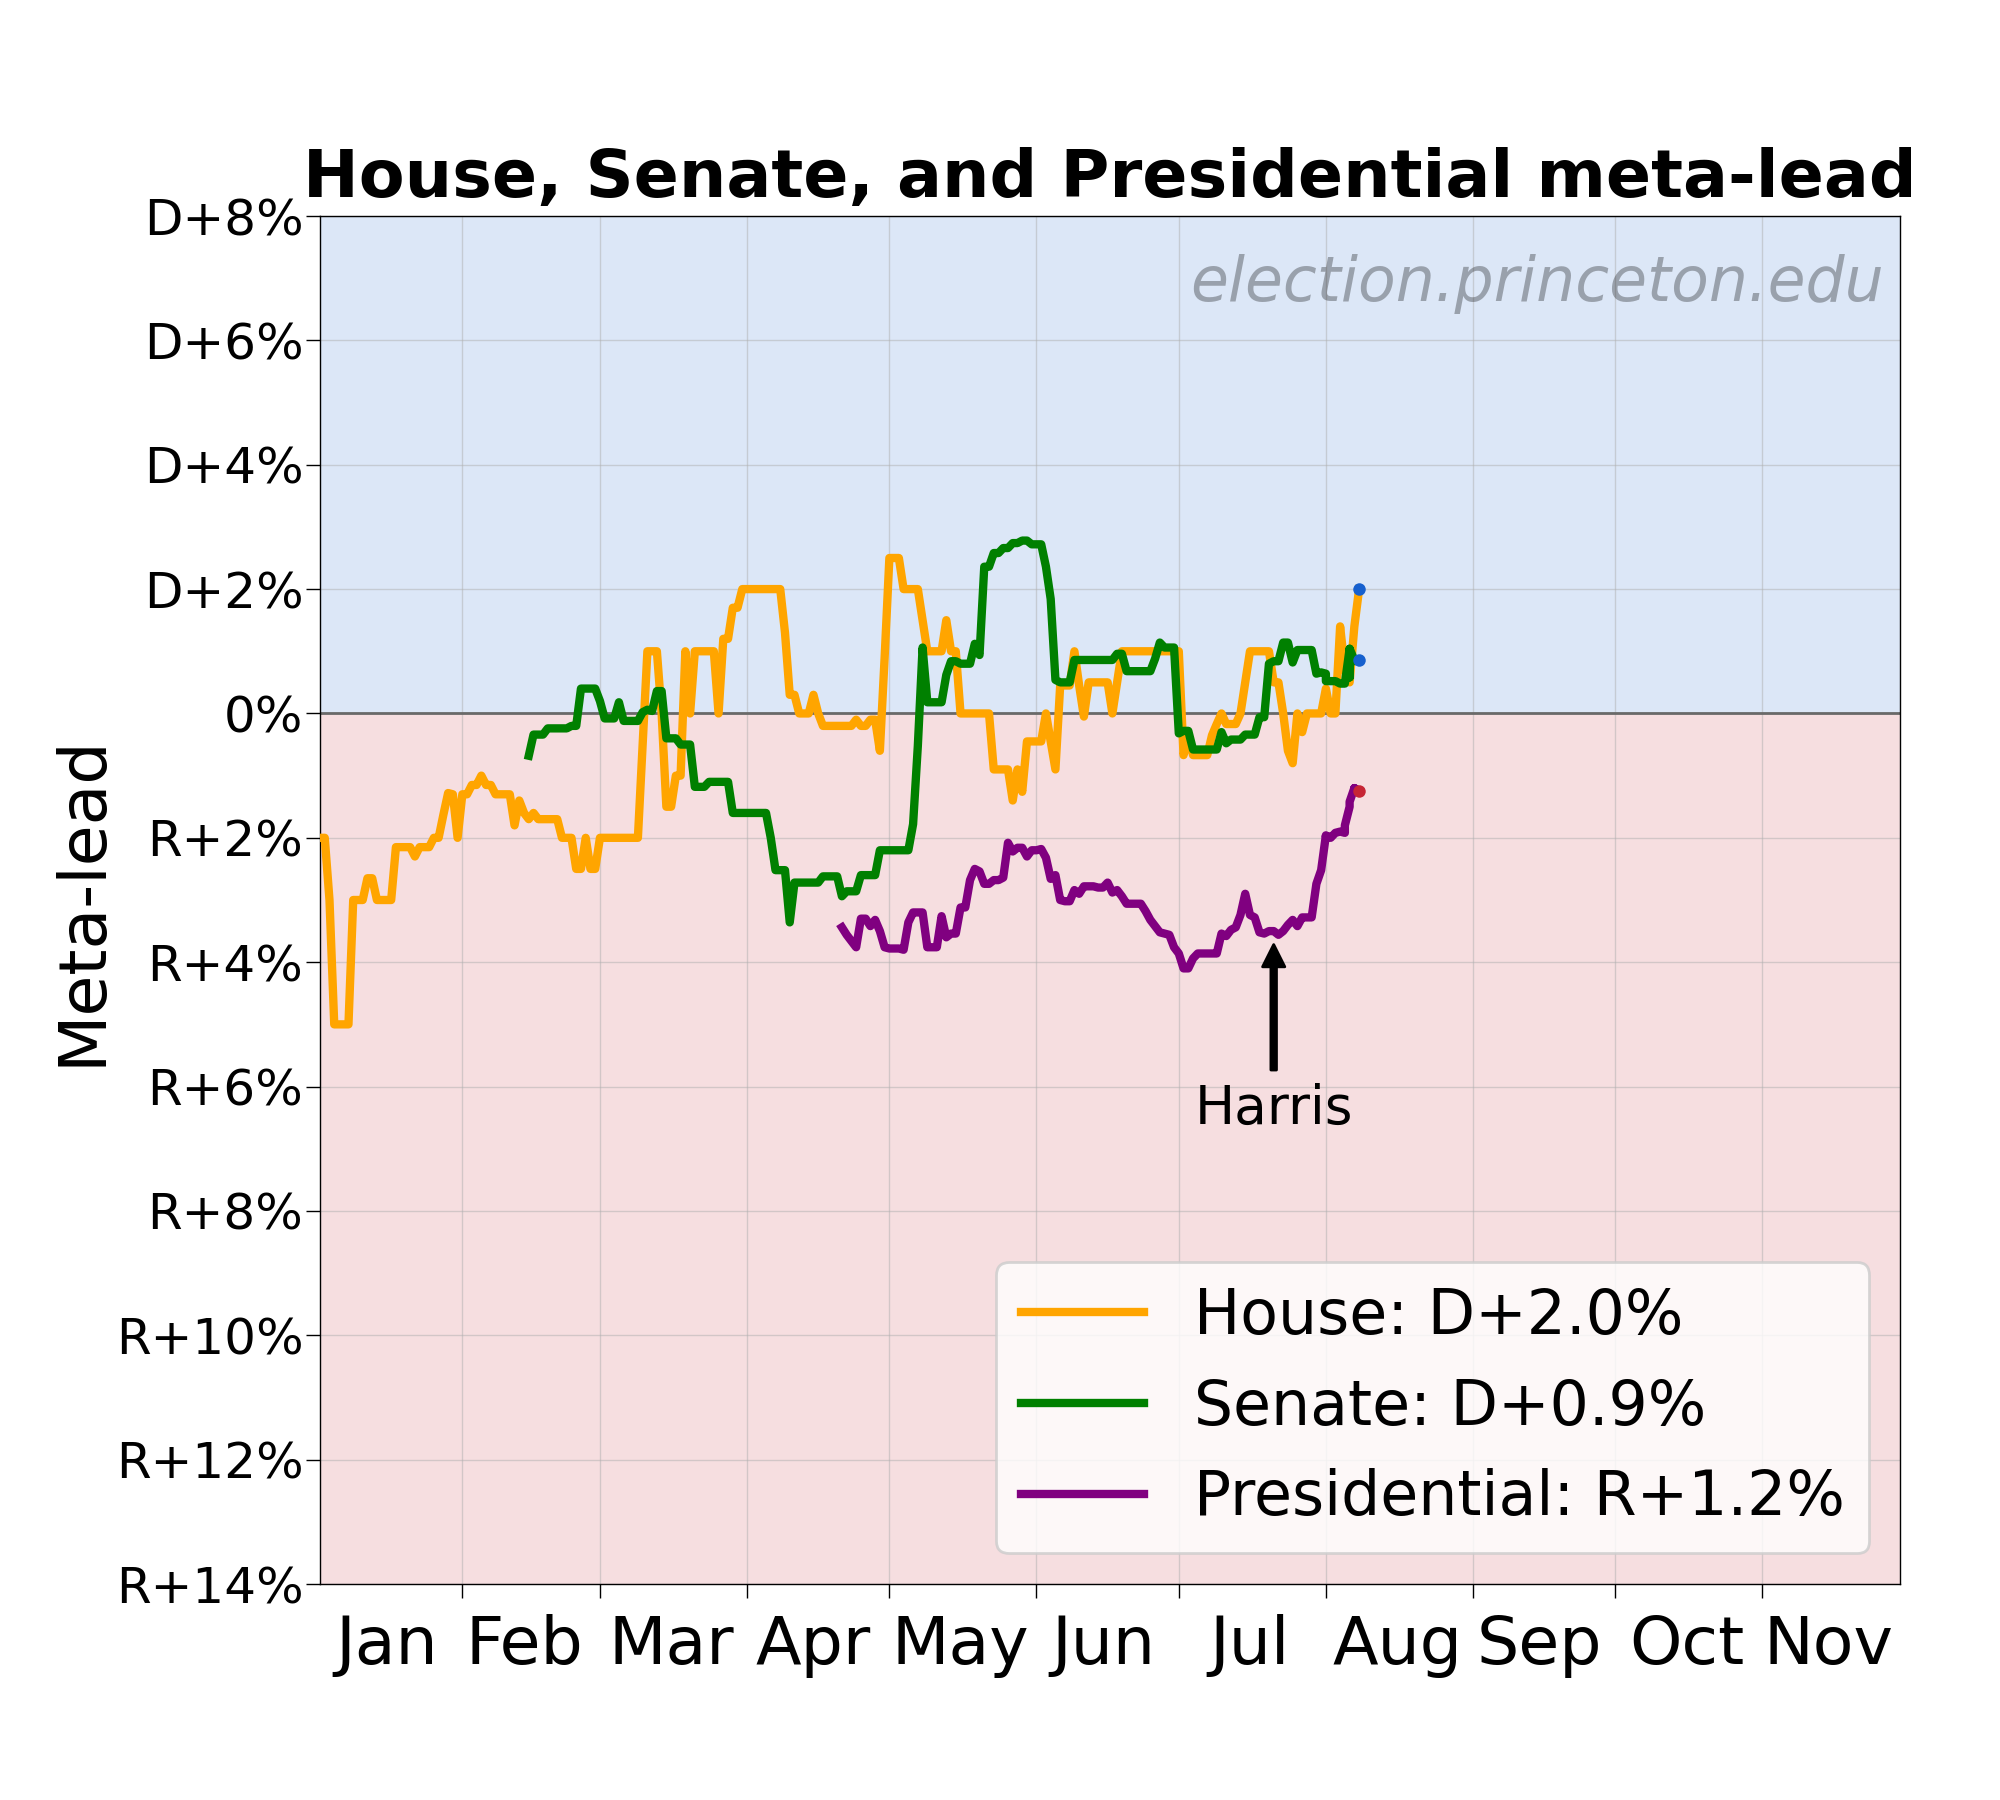 House, Senate, and Presidential meta-lead
election.princeton.edu
D+8%
D+6%
D+4%
D+2%
0%
R+2%
R+4%
R+6%
R+8%
R+10%
R+12%
R+14%
Meta-lead
Harris
House: D+2.0%
Senate: D+0.9%
Presidential: R+1.2%
Jan Feb Mar Apr May Jun Jul Aug Sep Oct Nov